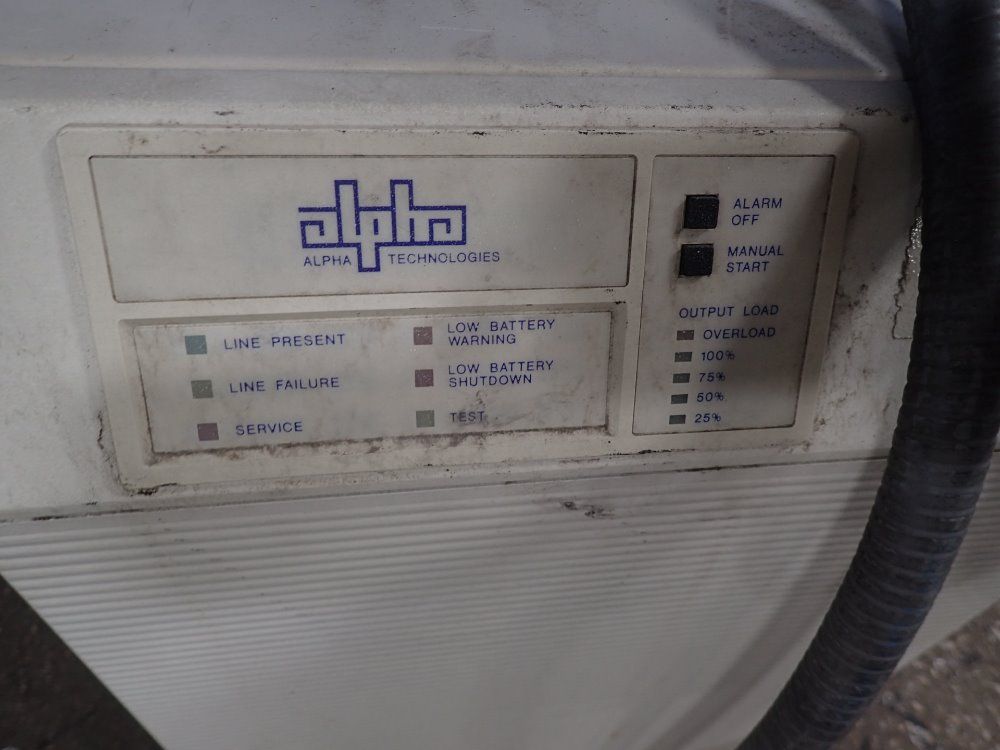 alpha
ALPHA TECHNOLOGIES
LINE PRESENT
LINE FAILURE
SERVICE
LOW BATTERY
WARNING
LOW BATTERY
SHUTDOWN
TEST
ALARM
OFF
MANUAL
START
OUTPUT LOAD
OVERLOAD
100%
75%
50%
25%